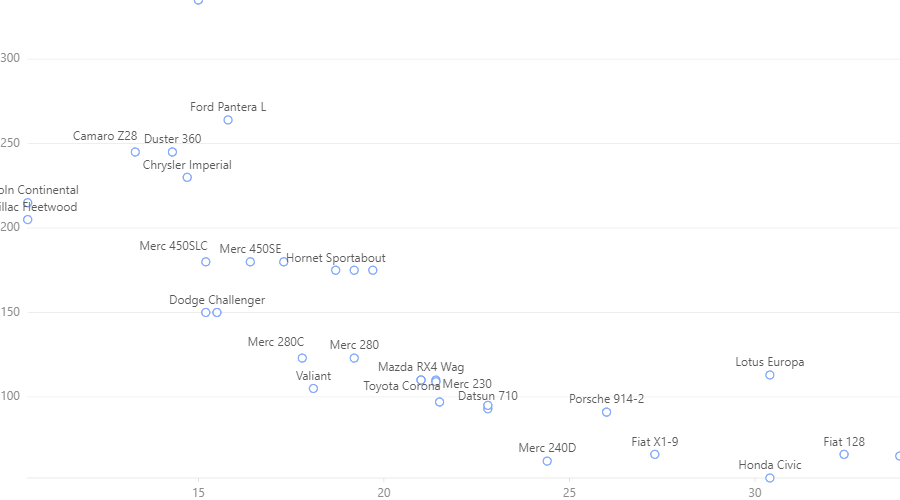 300
Ford Pantera L
Camaro Z28
Duster 360
250
Chrysler Imperial
oln Continental
illac Fleetwood
200
Merc 450SLC
Merc 450SE
Hornet Sportabout
Dodge Challenger
150
Merc 280C
Merc 280
Lotus Europa
Mazda RX4 Wag
Valiant
Toyota Corona
Merc 230
Datsun 710
100
Porsche 914-2
Merc 240D
Fiat X1-9
Fiat 128
Honda Civic
15
20
25
30